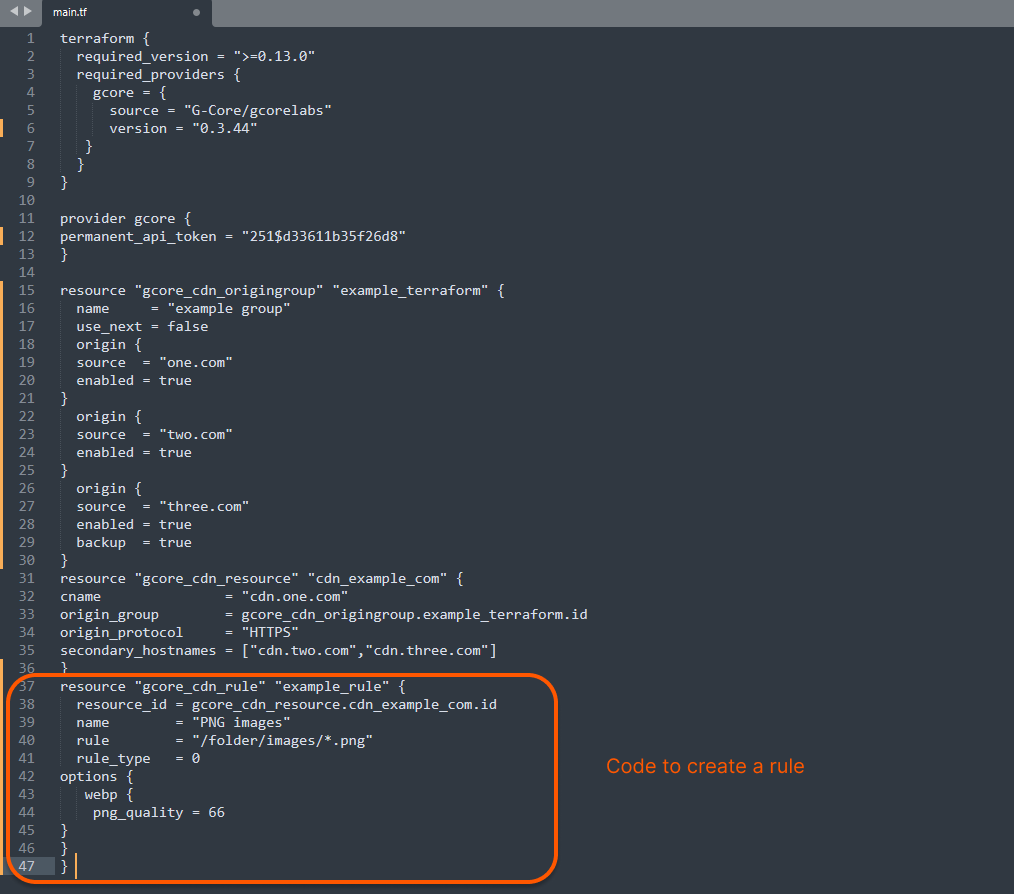 main.tf
1 terraform {
2 required_version = ">=0.13.0"
3 required_providers {
4 gcore = {
5 source = "G-Core/gcorelabs"
6 version = "0.3.44"
7 }
8 }
9 }
10
11 provider gcore {
12 permanent_api_token = "251$d33611b35f26d8"
13 }
14
15 resource "gcore_cdn_origingroup" "example_terraform" {
16 name = "example group"
17 use_next = false
18 origin {
19 source = "one.com"
20 enabled = true
21 }
22 origin {
23 source = "two.com"
24 enabled = true
25 }
26 origin {
27 source = "three.com"
28 enabled = true
29 backup = true
30 }
31 resource "gcore_cdn_resource" "cdn_example_com" {
32 cname = "cdn.one.com"
33 origin_group = gcore_cdn_origingroup.example_terraform.id
34 origin_protocol = "HTTPS"
35 secondary_hostnames = ["cdn.two.com","cdn.three.com"]
36 }
37 resource "gcore_cdn_rule" "example_rule" {
38 resource_id = gcore_cdn_resource.cdn_example_com.id
39 name = "PNG images"
40 rule = "/folder/images/*.png"
41 rule_type = 0
42 options {
43 webp {
44 png_quality = 66
45 }
46 }
47 }
Code to create a rule